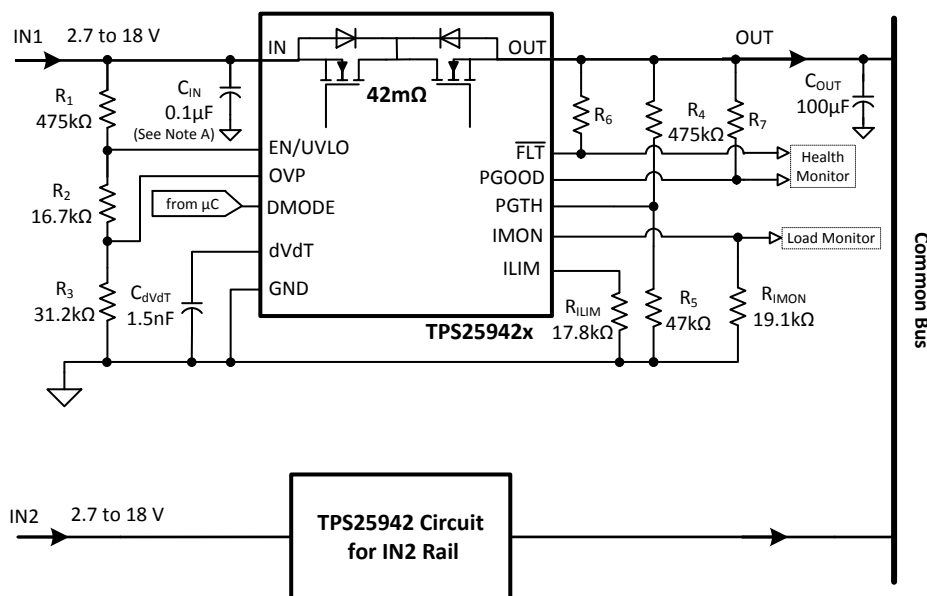 IN1
2.7 to 18 V
IN
OUT
OUT
42mΩ
R1
475kΩ
CIN
0.1µF
(See Note A)
R6
R4
475kΩ
R7
COUT
100µF
EN/UVLO
FLT
Health
Monitor
OVP
PGOOD
R2
16.7kΩ
from µC
DMODE
PGTH
IMON
Load Monitor
dVdT
ILIM
R3
31.2kΩ
CdVdT
1.5nF
GND
RILIM
17.8kΩ
R5
47kΩ
RIMON
19.1kΩ
TPS25942x
Common Bus
IN2
2.7 to 18 V
TPS25942 Circuit
for IN2 Rail